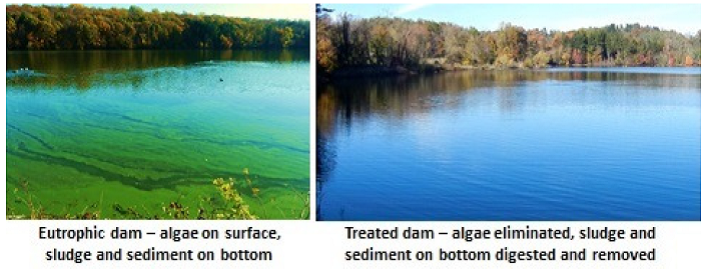 Eutrophic dam – algae on surface,
sludge and sediment on bottom
Treated dam – algae eliminated, sludge and
sediment on bottom digested and removed